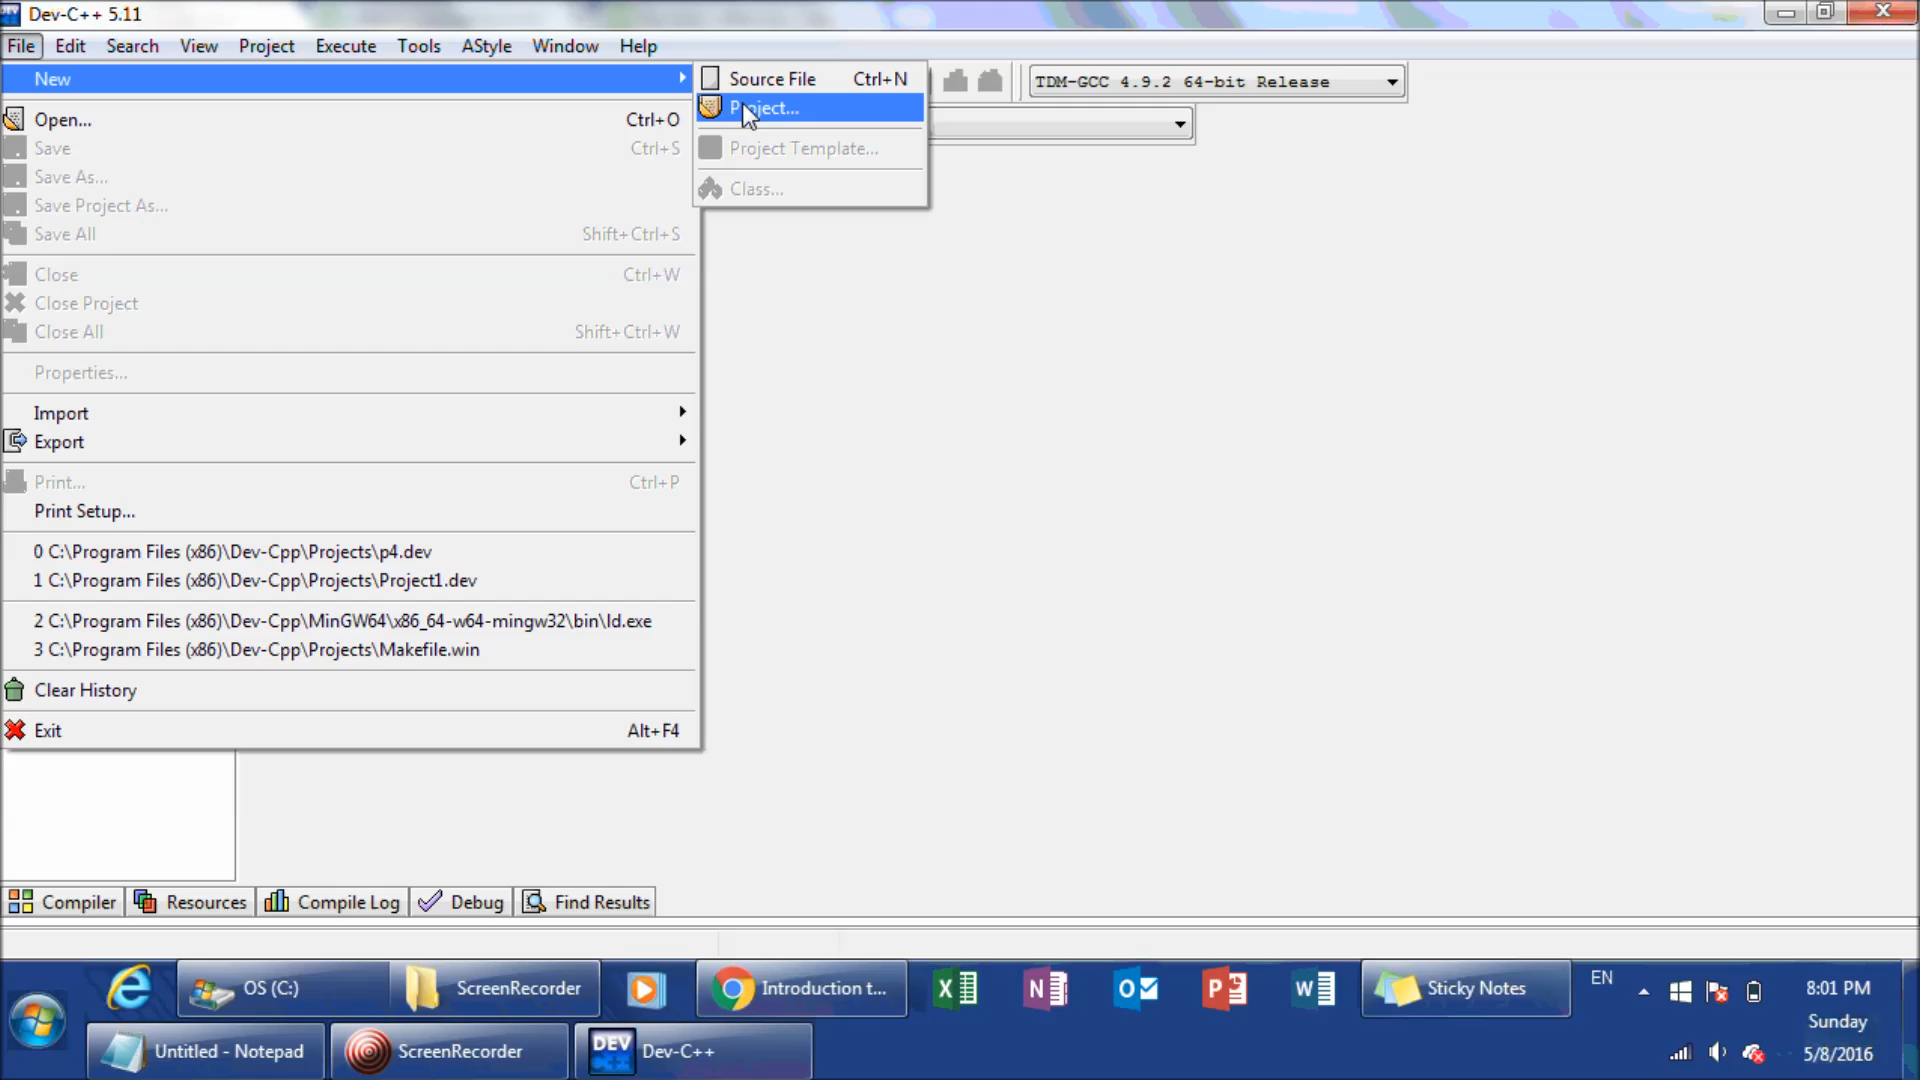 Dev-C++ 5.11
File Edit Search View Project Execute Tools AStyle Window Help
New
Source File Ctrl+N
TDM-GCC 4.9.2 64-bit Release
Project...
Open... Ctrl+O
Save Ctrl+S
Project Template...
Save As...
Class...
Save Project As...
Save All Shift+Ctrl+S
Close Ctrl+W
Close Project
Close All Shift+Ctrl+W
Properties...
Import
Export
Print... Ctrl+P
Print Setup...
0 C:\Program Files (x86)\Dev-Cpp\Projects\p4.dev
1 C:\Program Files (x86)\Dev-Cpp\Projects\Project1.dev
2 C:\Program Files (x86)\Dev-Cpp\MinGW64\x86_64-w64-mingw32\bin\ld.exe
3 C:\Program Files (x86)\Dev-Cpp\Projects\Makefile.win
Clear History
Exit Alt+F4
Compiler Resources Compile Log Debug Find Results
OS (C:) ScreenRecorder Introduction t... Sticky Notes EN 8:01 PM
Sunday
Untitled - Notepad ScreenRecorder Dev-C++ 5/8/2016